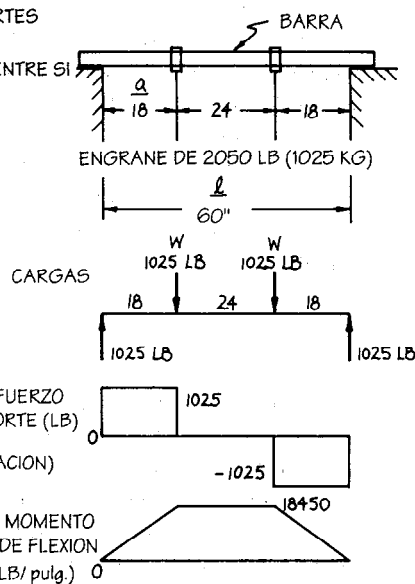 RTES
BARRA
ENTRE SI
a
18 24 18
ENGRANE DE 2050 LB (1025 KG)
ℓ
60"
W W
1025 LB 1025 LB
CARGAS
18 24 18
1025 LB 1025 LB
FUERZO
ORTE (LB)
1025
0
ACION)
-1025
18450
MOMENTO
DE FLEXION
LB/ pulg.) 0